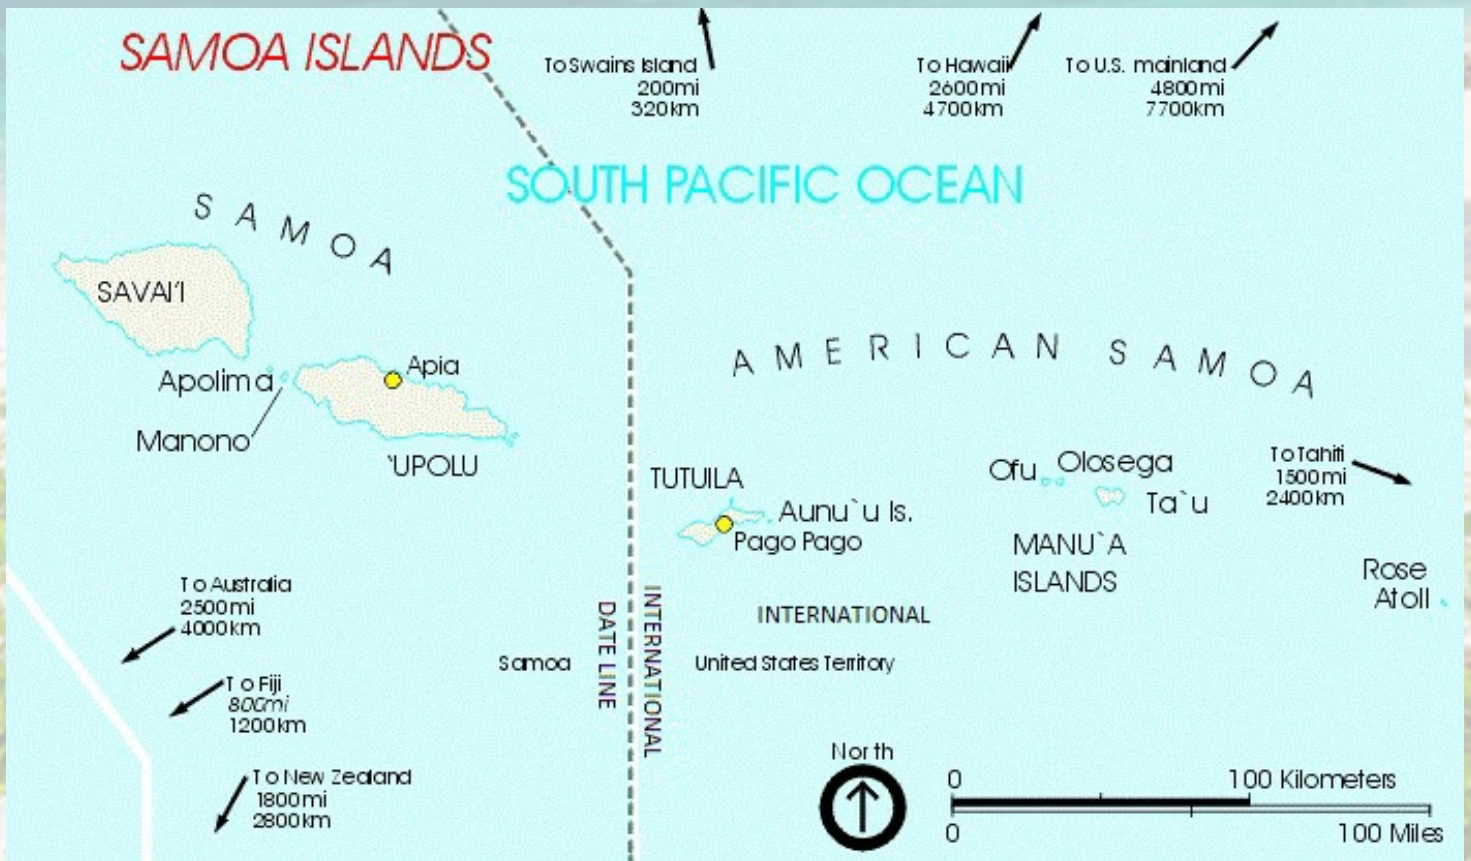 SAMOA ISLANDS
To Swains Island
200mi
320km
To Hawaii
2600mi
4700km
To U.S. mainland
4800mi
7700km
SOUTH PACIFIC OCEAN
SAMOA
SAVAI'I
Apia
Apolima
Manono
`UPOLU
AMERICAN SAMOA
TUTUILA
Aunu`u Is.
Pago Pago
Ofu
Olosega
Ta`u
MANU`A
ISLANDS
To Tahiti
1500mi
2400km
Rose
Atoll
To Australia
2500mi
4000km
To Fiji
800mi
1200km
To New Zealand
1800mi
2800km
DATE LINE
INTERNATIONAL
INTERNATIONAL
Samoa
United States Territory
North
0
100 Kilometers
0
100 Miles